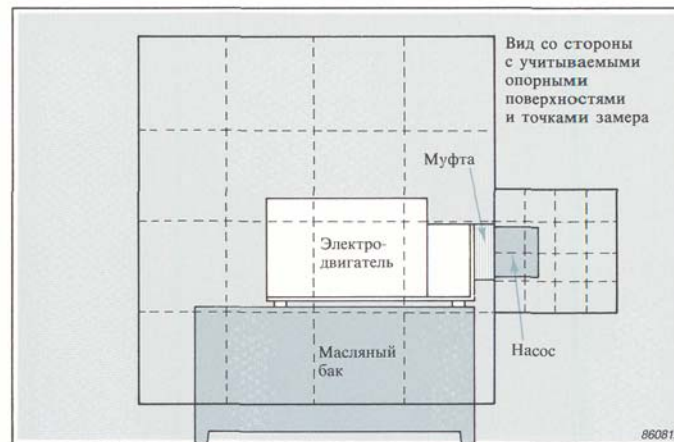 Вид со стороны
с учитываемыми
опорными
поверхностями
и точками замера
Муфта
Электро-
двигатель
Масляный
бак
Насос
86081